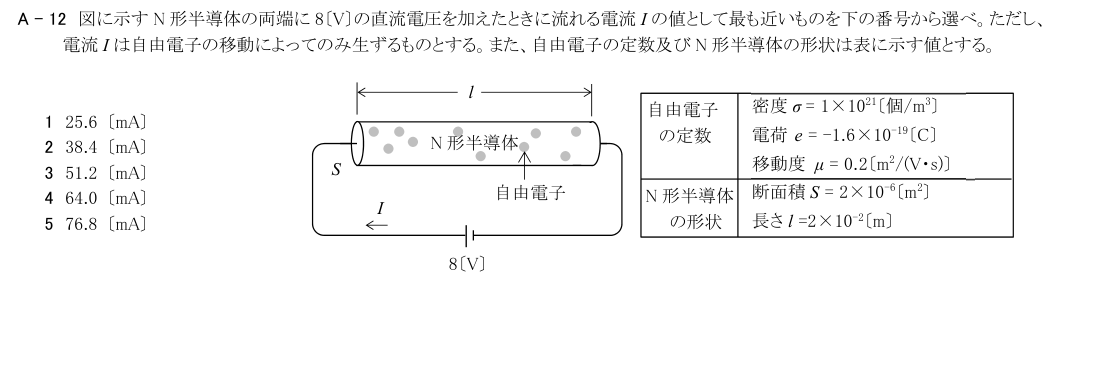 A － 12 図に示す N 形半導体の両端に 8〔V〕の直流電圧を加えたときに流れる電流 I の値として最も近いものを下の番号から選べ。ただし、
電流 I は自由電子の移動によってのみ生ずるものとする。また、自由電子の定数及び N 形半導体の形状は表に示す値とする。
1 25.6 〔mA〕
2 38.4 〔mA〕
3 51.2 〔mA〕
4 64.0 〔mA〕
5 76.8 〔mA〕
l
N 形半導体
S
自由電子
I
8〔V〕
自由電子
の定数
密度 σ = 1×10²¹〔個/m³〕
電荷 e = −1.6×10⁻¹⁹〔C〕
移動度 μ = 0.2〔m²/(V・s)〕
N 形半導体
の形状
断面積 S = 2×10⁻⁶〔m²〕
長さ l =2×10⁻²〔m〕